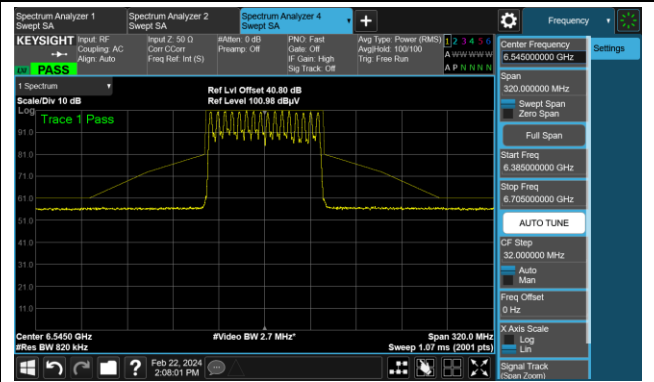 Spectrum Analyzer 1
Swept SA
Spectrum Analyzer 2
Swept SA
Spectrum Analyzer 4
Swept SA
Frequency
KEYSIGHT
Input: RF
Coupling: AC
Align: Auto
Input Z: 50 Ω
Corr CCorr
Freq Ref: Int (S)
#Atten: 0 dB
Preamp: Off
PNO: Fast
Gate: Off
IF Gain: High
Sig Track: Off
Avg Type: Power (RMS)
Avg|Hold: 100/100
Trig: Free Run
1 2 3 4 5 6
A W W W W W
A P N N N N
PASS
1 Spectrum
Scale/Div 10 dB
Ref Lvl Offset 40.80 dB
Ref Level 100.98 dBµV
Log
Trace 1 Pass
91.0
81.0
71.0
61.0
51.0
41.0
31.0
21.0
11.0
Center 6.5450 GHz
#Res BW 820 kHz
#Video BW 2.7 MHz*
Span 320.0 MHz
Sweep 1.07 ms (2001 pts)
Feb 22, 2024
2:08:01 PM
Center Frequency
6.545000000 GHz
Settings
Span
320.000000 MHz
Swept Span
Zero Span
Full Span
Start Freq
6.385000000 GHz
Stop Freq
6.705000000 GHz
AUTO TUNE
CF Step
32.000000 MHz
Auto
Man
Freq Offset
0 Hz
X Axis Scale
Log
Lin
Signal Track
(Span Zoom)